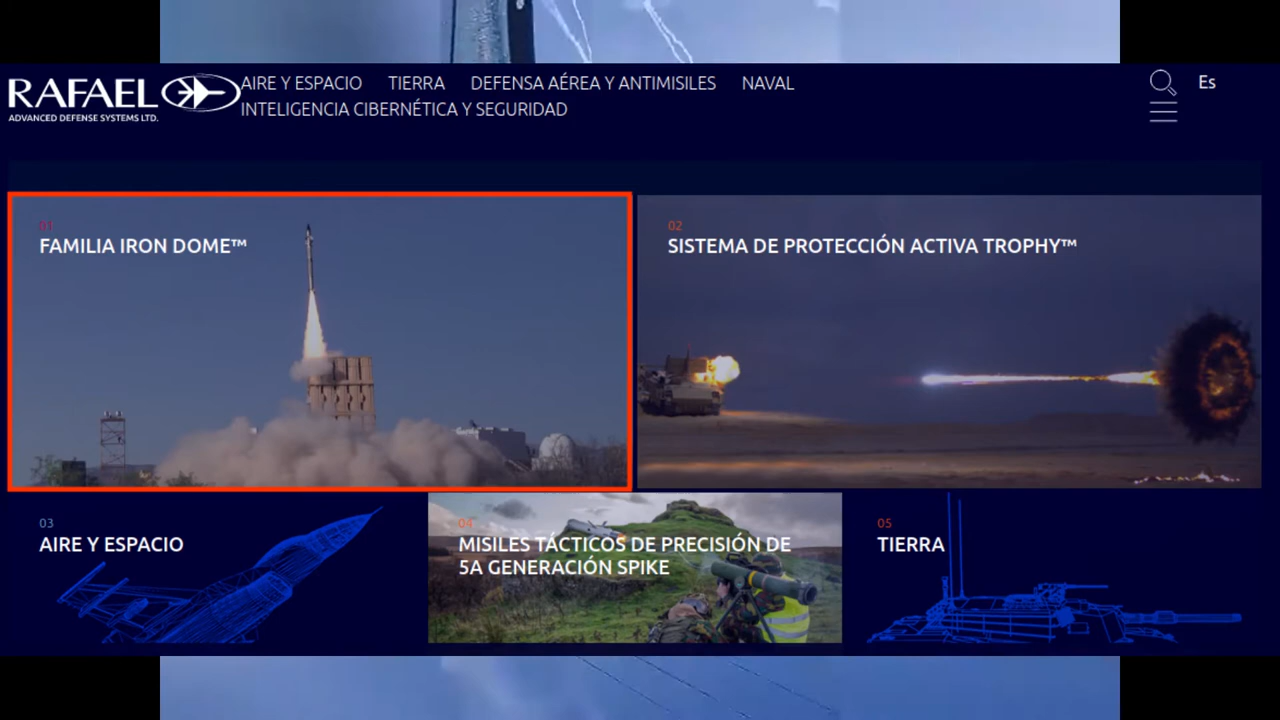 RAFAEL
ADVANCED DEFENSE SYSTEMS LTD.
AIRE Y ESPACIO TIERRA DEFENSA AÉREA Y ANTIMISILES NAVAL
INTELIGENCIA CIBERNÉTICA Y SEGURIDAD
Es
01
FAMILIA IRON DOME™
02
SISTEMA DE PROTECCIÓN ACTIVA TROPHY™
03
AIRE Y ESPACIO
04
MISILES TÁCTICOS DE PRECISIÓN DE
5A GENERACIÓN SPIKE
05
TIERRA